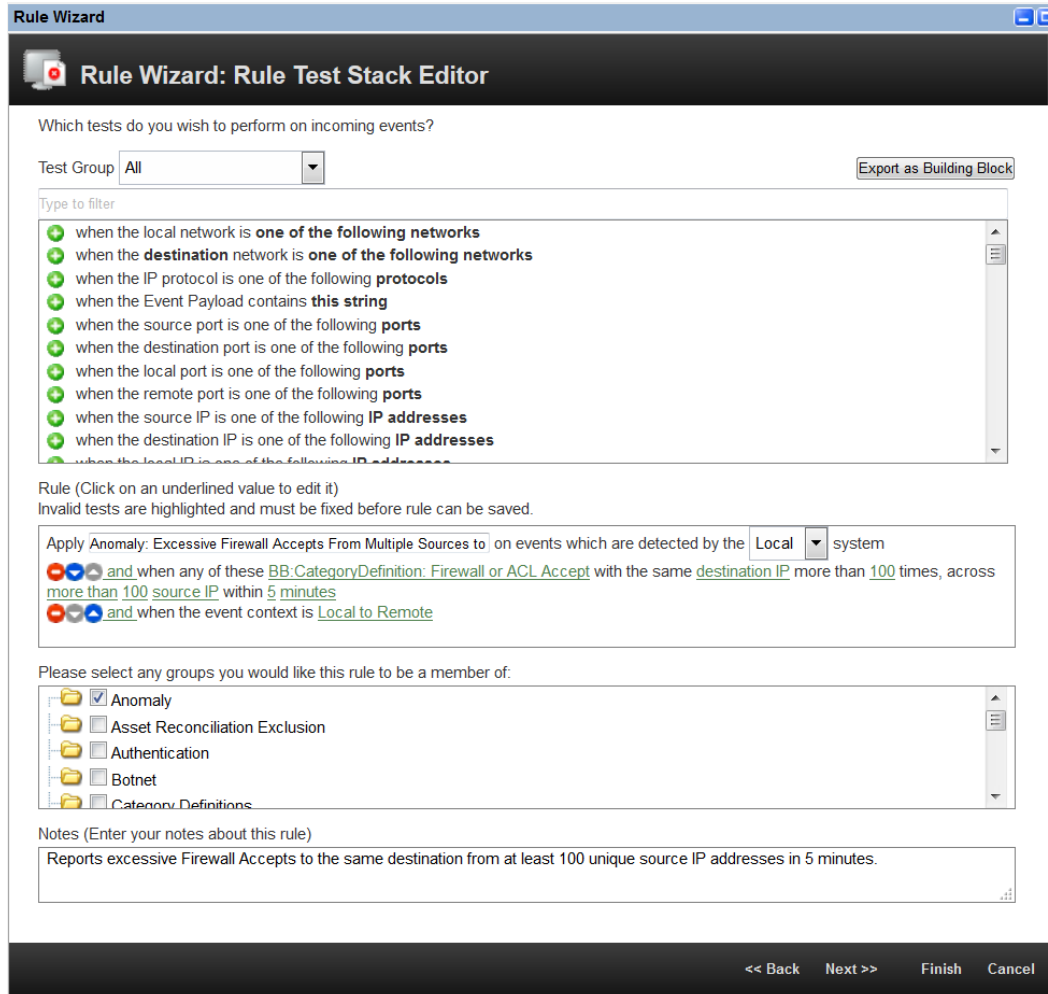 Rule Wizard
Rule Wizard: Rule Test Stack Editor
Which tests do you wish to perform on incoming events?
Test Group All
Export as Building Block
Type to filter
when the local network is one of the following networks
when the destination network is one of the following networks
when the IP protocol is one of the following protocols
when the Event Payload contains this string
when the source port is one of the following ports
when the destination port is one of the following ports
when the local port is one of the following ports
when the remote port is one of the following ports
when the source IP is one of the following IP addresses
when the destination IP is one of the following IP addresses
when the local IP is one of the following IP addresses
Rule (Click on an underlined value to edit it)
Invalid tests are highlighted and must be fixed before rule can be saved.
Apply Anomaly: Excessive Firewall Accepts From Multiple Sources to on events which are detected by the Local system
and when any of these BB:CategoryDefinition: Firewall or ACL Accept with the same destination IP more than 100 times, across
more than 100 source IP within 5 minutes
and when the event context is Local to Remote
Please select any groups you would like this rule to be a member of:
Anomaly
Asset Reconciliation Exclusion
Authentication
Botnet
Category Definitions
Notes (Enter your notes about this rule)
Reports excessive Firewall Accepts to the same destination from at least 100 unique source IP addresses in 5 minutes.
<< Back Next >> Finish Cancel